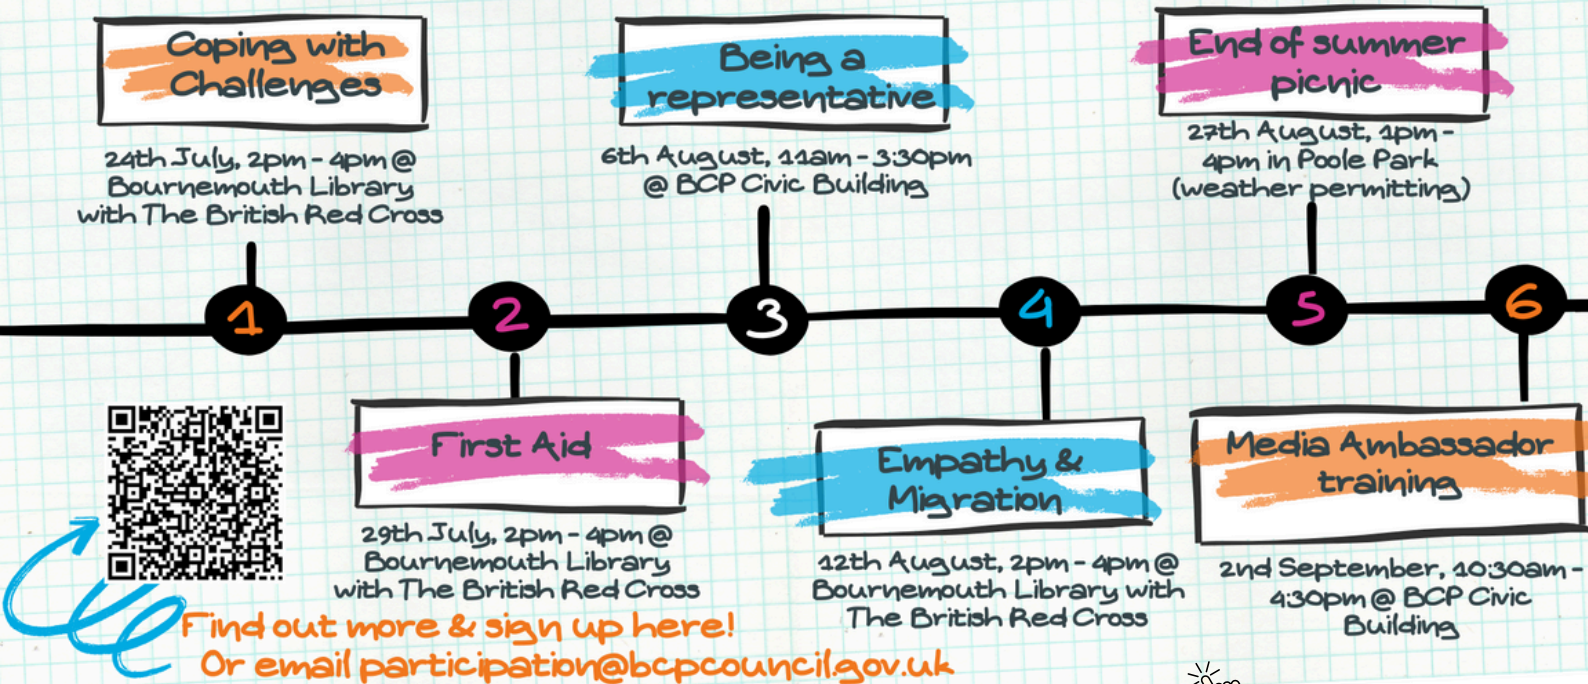 Coping with
Challenges
24th July, 2pm - 4pm @
Bournemouth Library
with The British Red Cross
Being a
representative
6th August, 11am - 3:30pm
@ BCP Civic Building
End of summer
picnic
27th August, 1pm -
4pm in Poole Park
(weather permitting)
1
2
3
4
5
6
First Aid
29th July, 2pm - 4pm @
Bournemouth Library
with The British Red Cross
Empathy &
Migration
12th August, 2pm - 4pm @
Bournemouth Library with
The British Red Cross
Media Ambassador
training
2nd September, 10:30am -
4:30pm @ BCP Civic
Building
Find out more & sign up here!
Or email participation@bcpcouncil.gov.uk